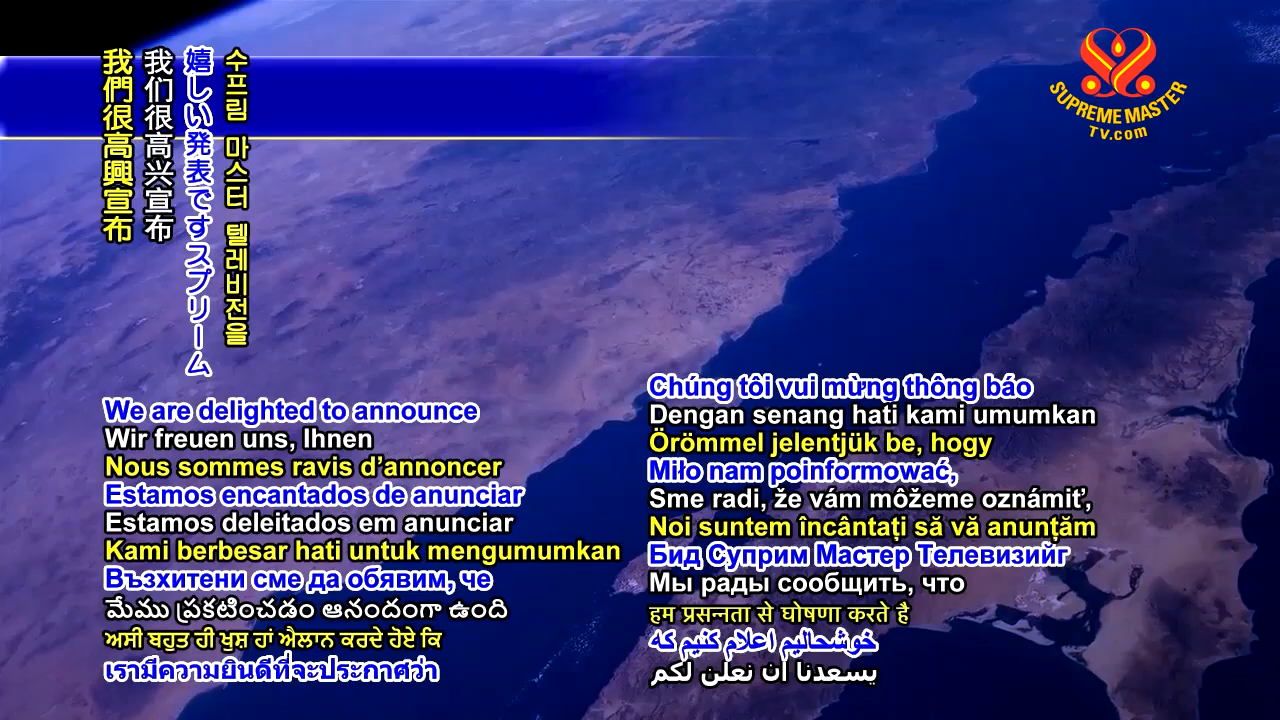 我們很高興宣布
我们很高兴宣布
嬉しい発表ですスプリーム
수프림 마스터 텔레비전을
SUPREME MASTER
TV.com
We are delighted to announce
Wir freuen uns, Ihnen
Nous sommes ravis d’annoncer
Estamos encantados de anunciar
Estamos deleitados em anunciar
Kami berbesar hati untuk mengumumkan
Възхитени сме да обявим, че
మేము ప్రకటించడం ఆనందంగా ఉంది
ਅਸੀ ਬਹੁਤ ਹੀ ਖੁਸ਼ ਹਾਂ ਐਲਾਨ ਕਰਦੇ ਹੋਏ ਕਿ
เรามีความยินดีที่จะประกาศว่า
Chúng tôi vui mừng thông báo
Dengan senang hati kami umumkan
Örömmel jelentjük be, hogy
Miło nam poinformować,
Sme radi, že vám môžeme oznámiť,
Noi suntem încântați să vă anunțăm
Бид Суприм Мастер Телевизийг
Мы рады сообщить, что
हम प्रसन्नता से घोषणा करते है
خوشحالیم اعلام کنیم که
يسعدنا ان نعلن لكم